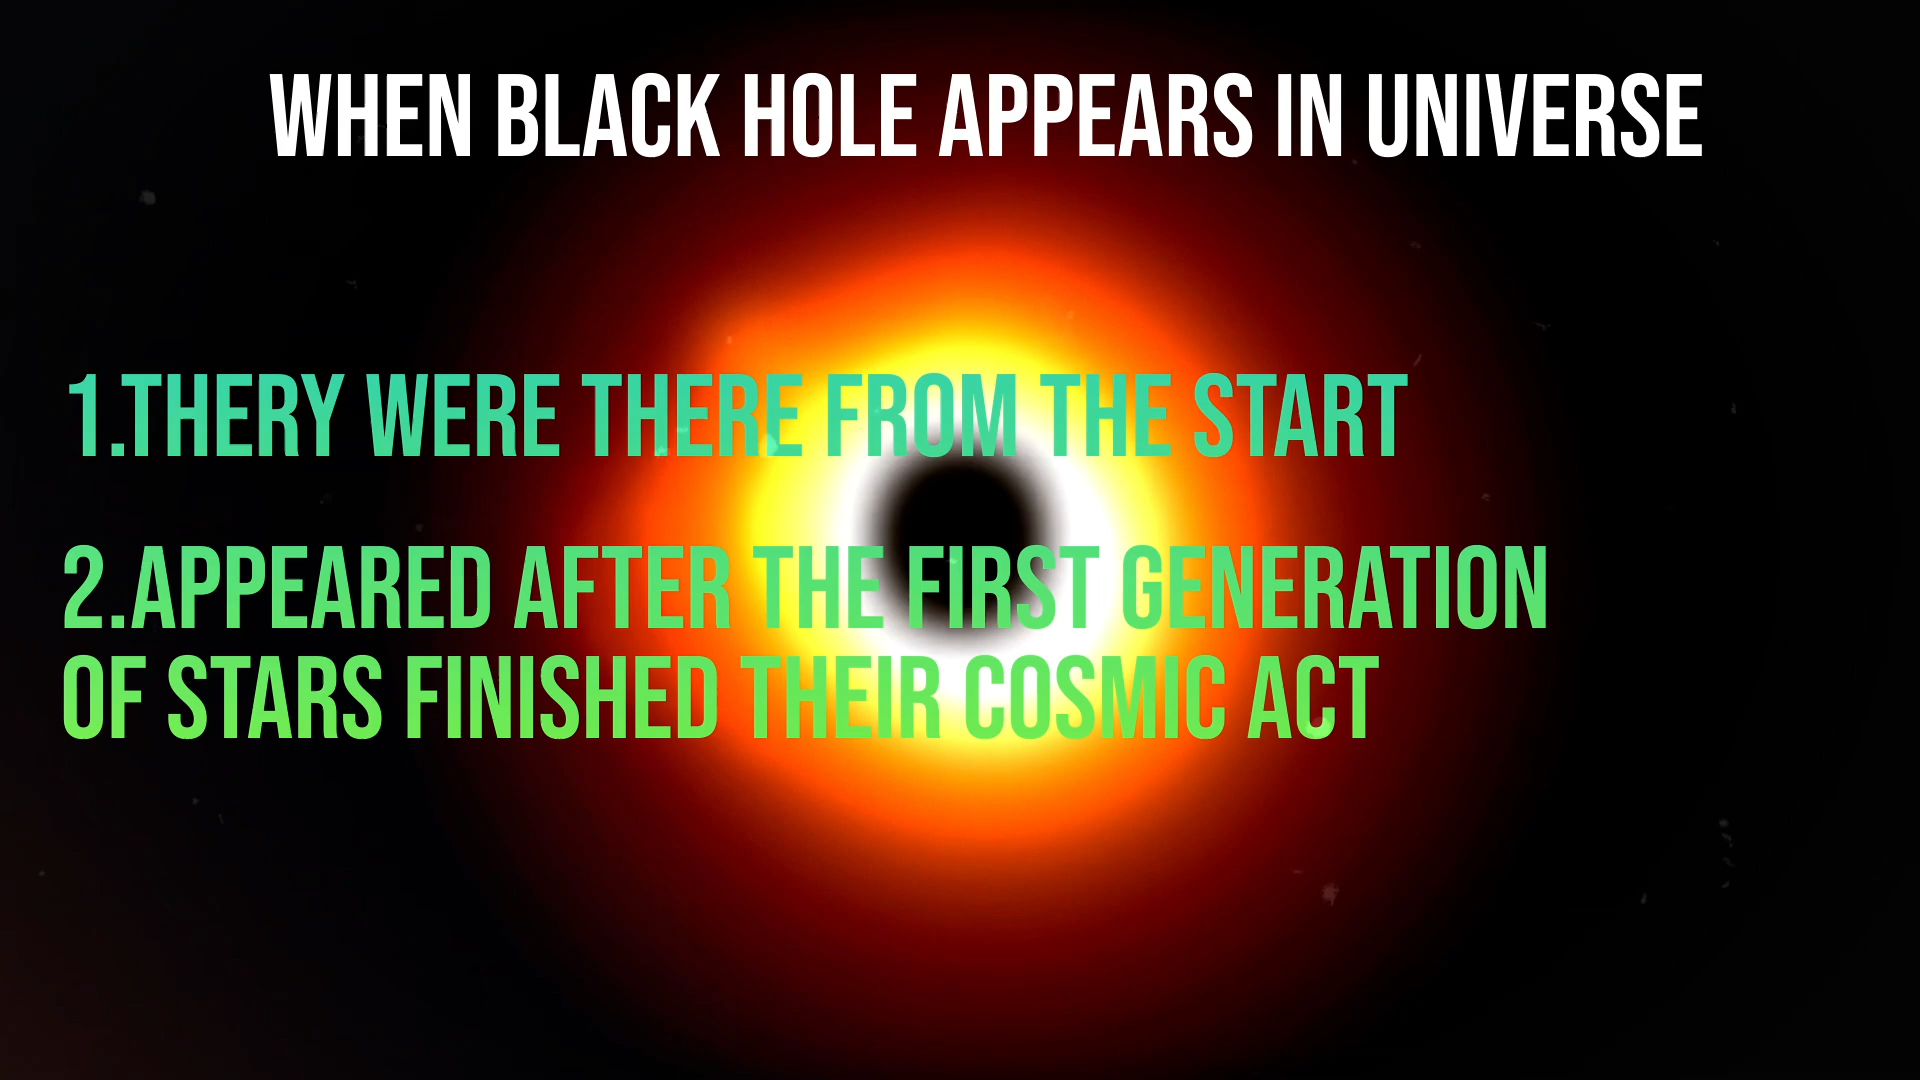 WHEN BLACK HOLE APPEARS IN UNIVERSE
1.THERY WERE THERE FROM THE START
2.APPEARED AFTER THE FIRST GENERATION
OF STARS FINISHED THEIR COSMIC ACT